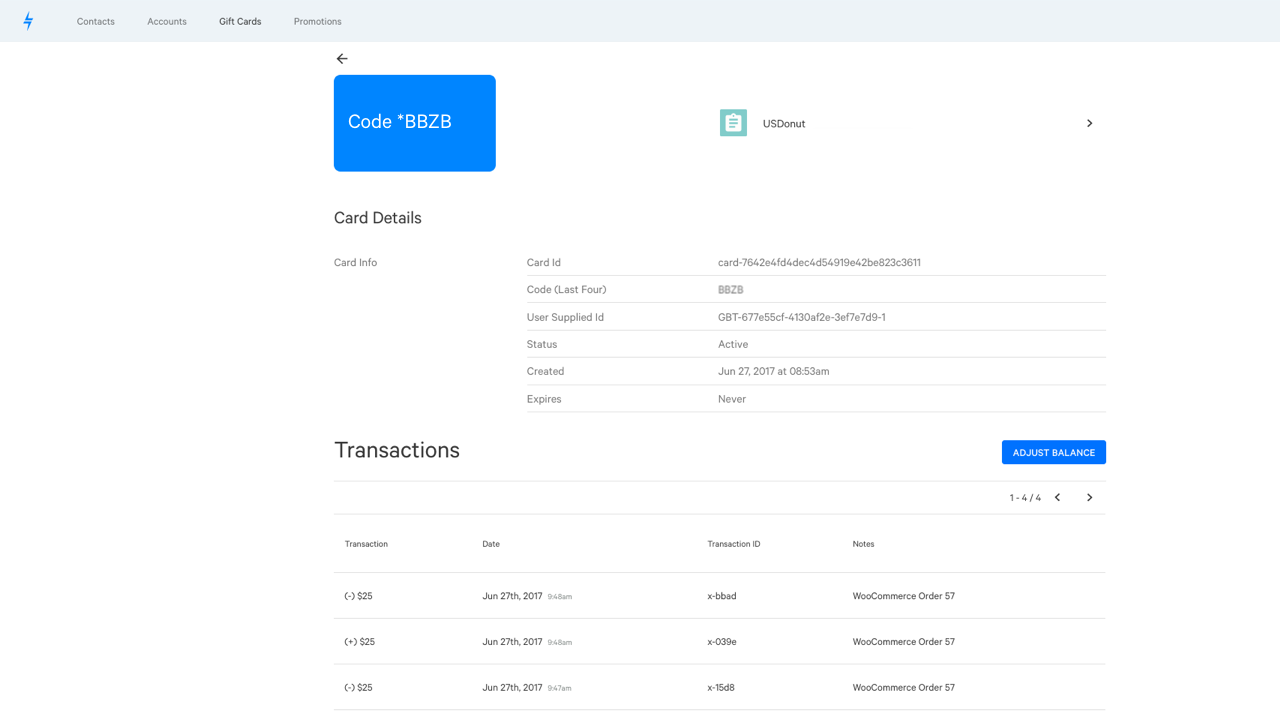 Contacts Accounts Gift Cards Promotions
Code *BBZB
USDonut
Card Details
Card Info
Card Id card-7642e4fd4dec4d54919e42be823c3611
Code (Last Four) BBZB
User Supplied Id GBT-677e55cf-4130af2e-3ef7e7d9-1
Status Active
Created Jun 27, 2017 at 08:53am
Expires Never
Transactions
ADJUST BALANCE
1 - 4 / 4
Transaction Date Transaction ID Notes
(-) $25 Jun 27th, 2017 9:48am x-bbad WooCommerce Order 57
(+) $25 Jun 27th, 2017 9:48am x-039e WooCommerce Order 57
(-) $25 Jun 27th, 2017 9:47am x-15d8 WooCommerce Order 57